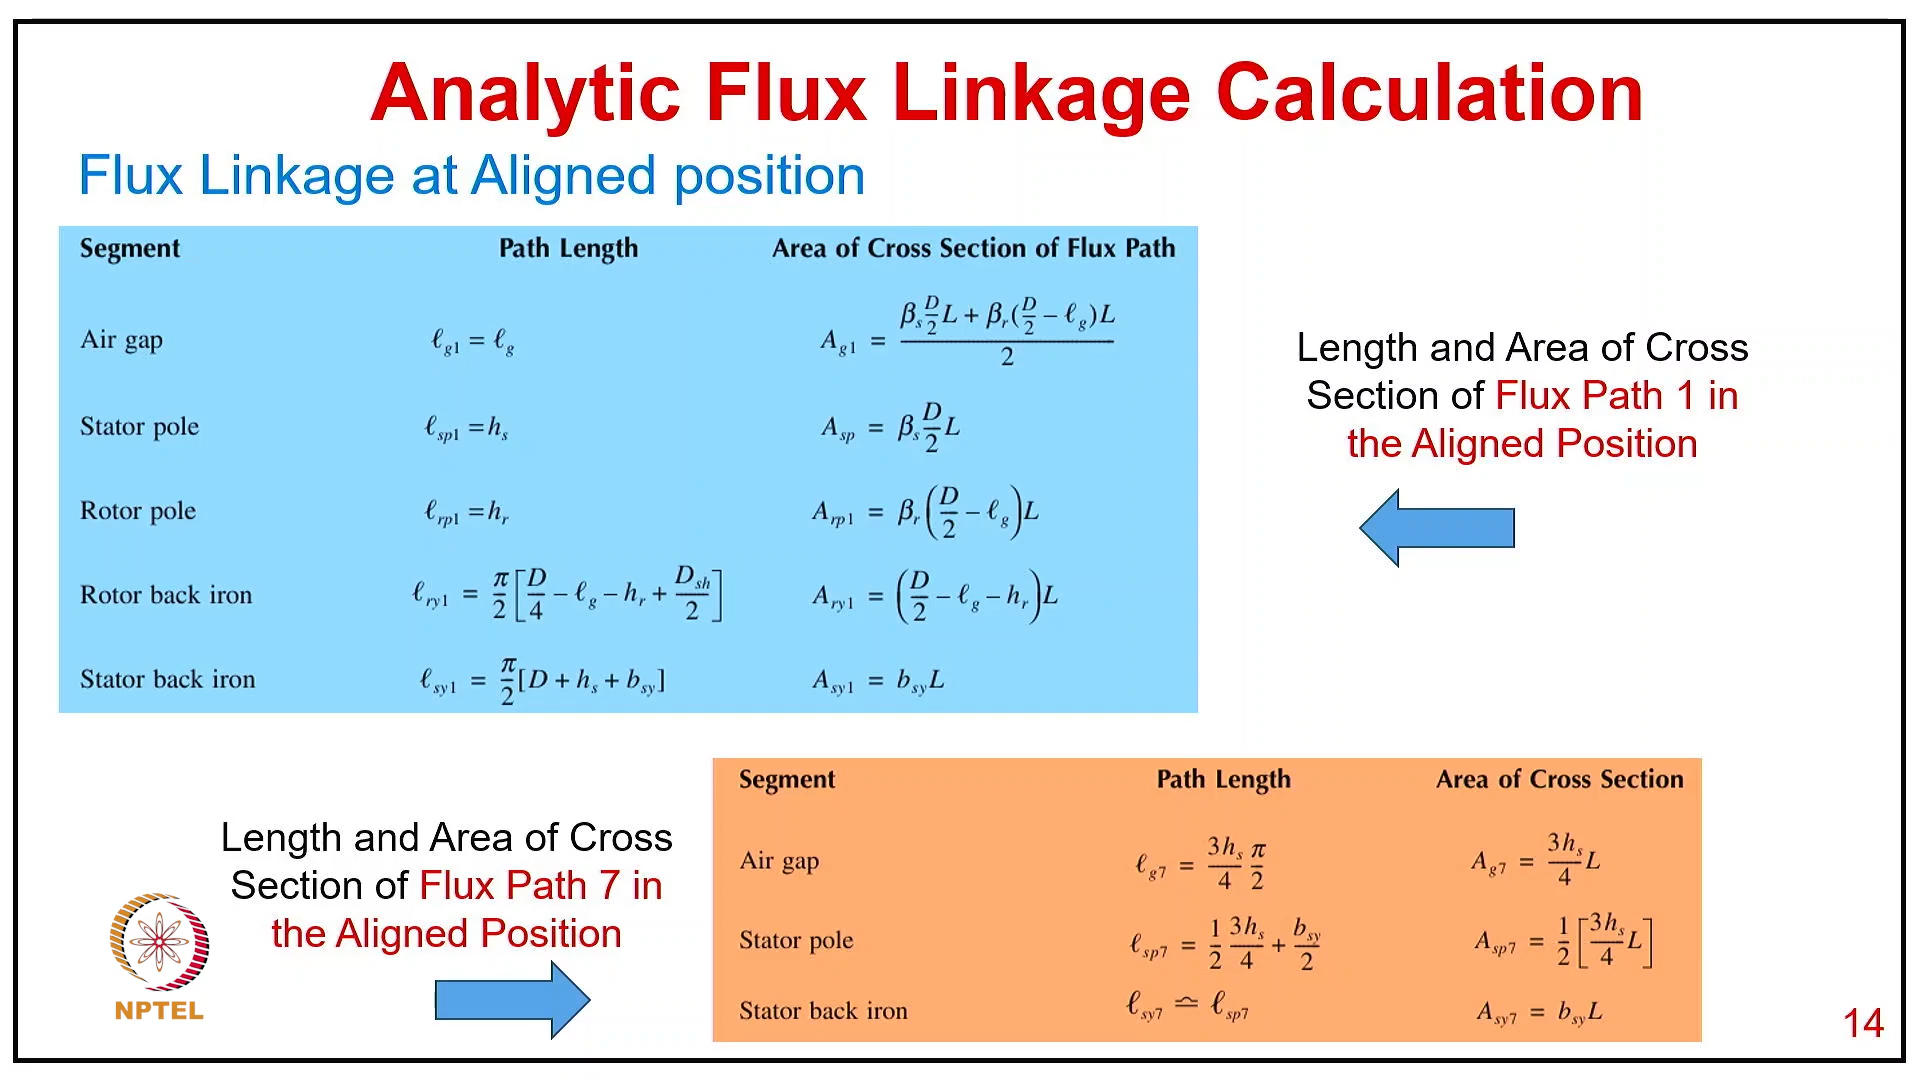 Analytic Flux Linkage Calculation
Flux Linkage at Aligned position
Segment Path Length Area of Cross Section of Flux Path
Air gap ℓ_g1 = ℓ_g A_g1 = (β_s D/2 L + β_r(D/2 − ℓ_g)L) / 2
Stator pole ℓ_sp1 = h_s A_sp = β_s D/2 L
Rotor pole ℓ_rp1 = h_r A_rp1 = β_r(D/2 − ℓ_g)L
Rotor back iron ℓ_ry1 = π/2 [D/4 − ℓ_g − h_r + D_sh/2] A_ry1 = (D/2 − ℓ_g − h_r)L
Stator back iron ℓ_sy1 = π/2 [D + h_s + b_sy] A_sy1 = b_sy L
Length and Area of Cross
Section of Flux Path 1 in
the Aligned Position
Length and Area of Cross
Section of Flux Path 7 in
the Aligned Position
Segment Path Length Area of Cross Section
Air gap ℓ_g7 = 3h_s/4 π/2 A_g7 = 3h_s/4 L
Stator pole ℓ_sp7 = 1/2 3h_s/4 + b_sy/2 A_sp7 = 1/2 [3h_s/4 L]
Stator back iron ℓ_sy7 ≃ ℓ_sp7 A_sy7 = b_sy L
NPTEL
14